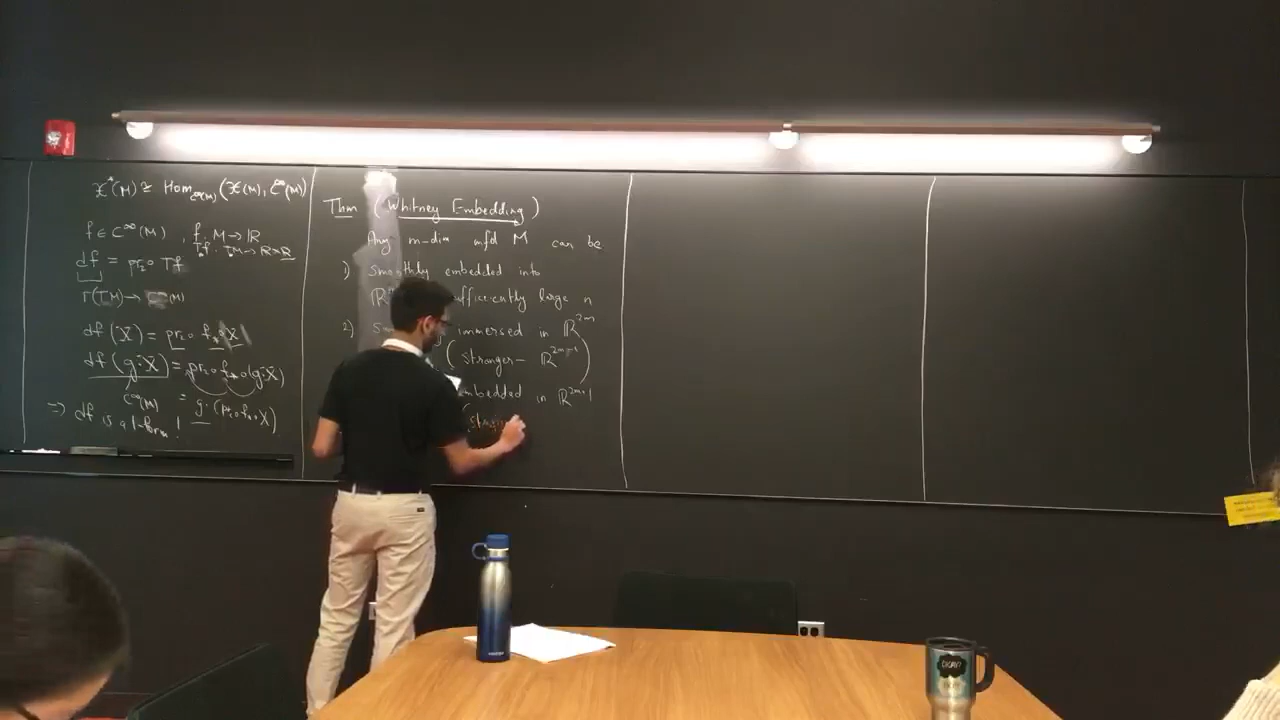 𝔛*(M) ≅ Hom_{C^∞(M)}(𝔛(M), C^∞(M))
f ∈ C^∞(M), f: M → ℝ
Tf: TM → ℝ×ℝ
df = pr₂∘Tf
Γ(TM) → C^∞(M)
df(X) = pr₂∘f_*∘X
df(g·X) = pr₂∘f_*∘(g·X)
C^∞(M) = g·(pr₂∘f_*∘X)
⇒ df is a 1-form!
Thm (Whitney Embedding)
Any m-dim mfd M can be
1) Smoothly embedded into
sufficiently large n
2) immersed in ℝ^{2m}
(Stronger – ℝ^{2m-1})
embedded in ℝ^{2m+1}